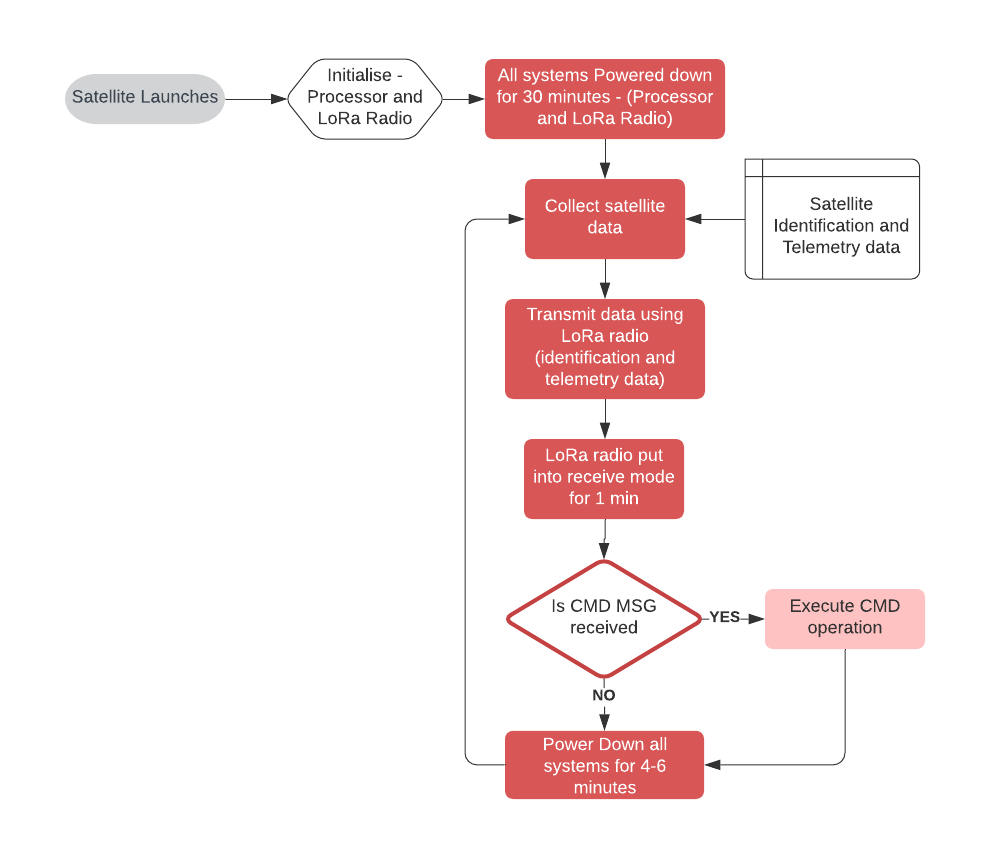 Satellite Launches
Initialise -
Processor and
LoRa Radio
All systems Powered down
for 30 minutes - (Processor
and LoRa Radio)
Collect satellite
data
Satellite
Identification and
Telemetry data
Transmit data using
LoRa radio
(identification and
telemetry data)
LoRa radio put
into receive mode
for 1 min
Is CMD MSG
received
YES
Execute CMD
operation
NO
Power Down all
systems for 4-6
minutes